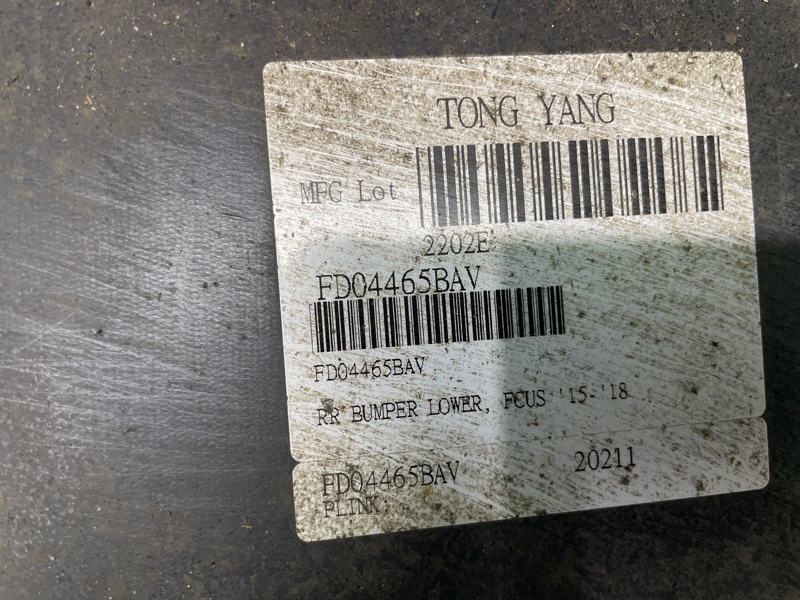 TONG YANG
MFG Lot
2202E
FD04465BAV
FD04465BAV
RR BUMPER LOWER, FCUS '15-'18
FD04465BAV 20211
PLINK